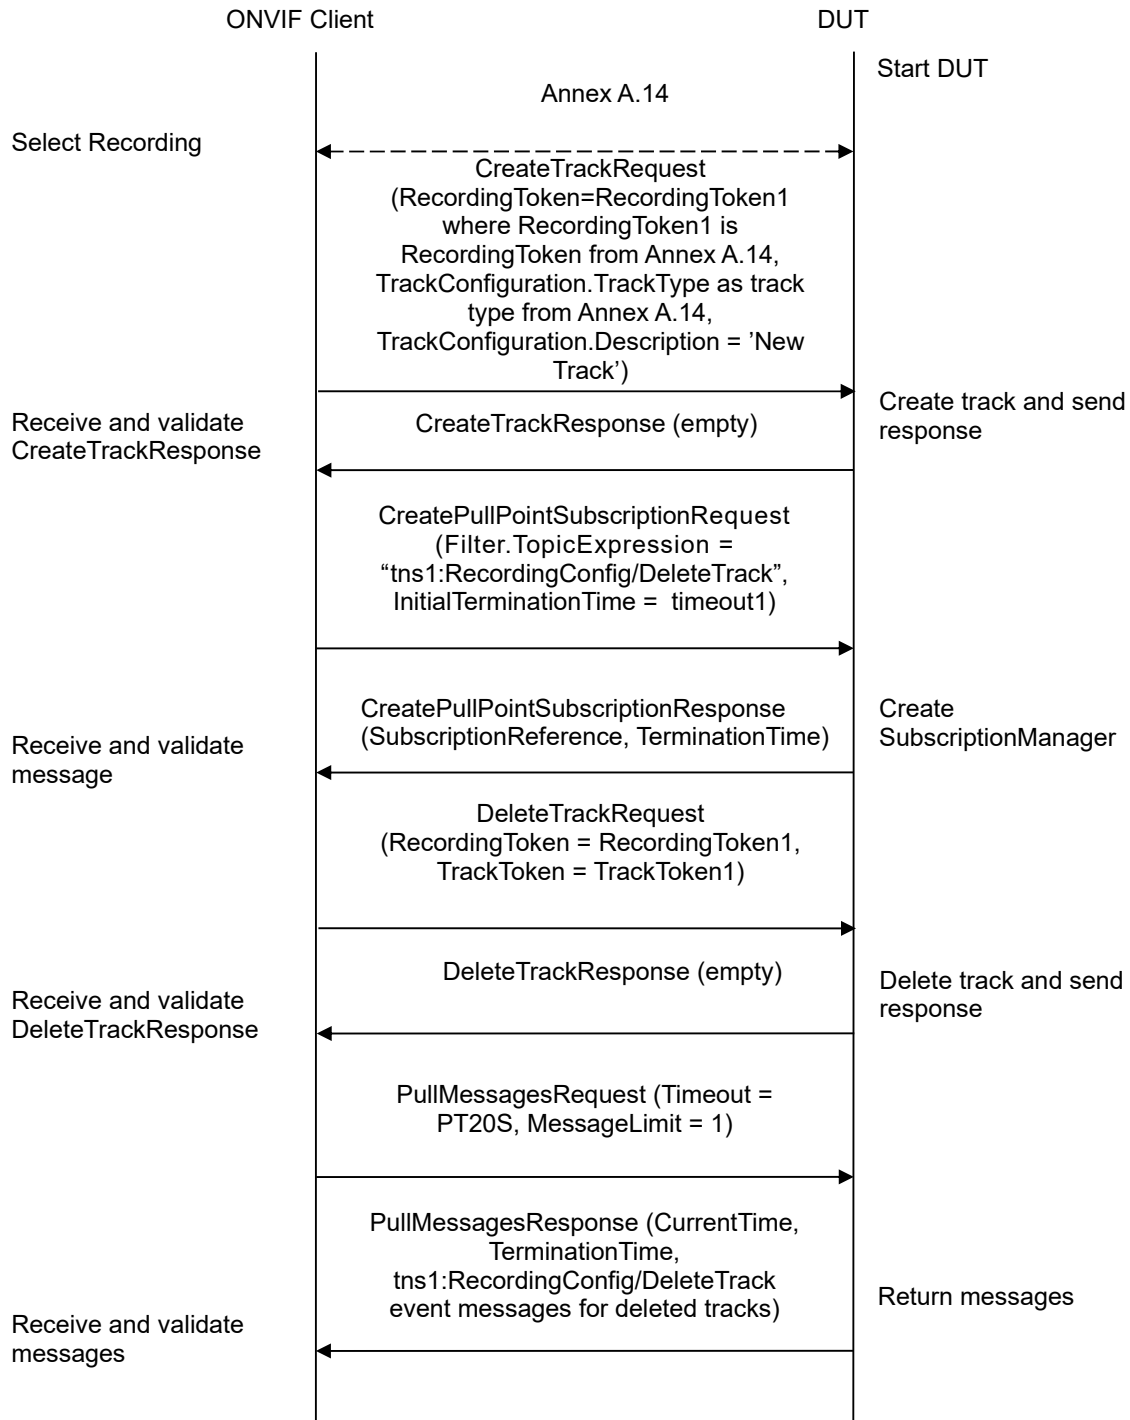 ONVIF Client
DUT
Start DUT
Annex A.14
Select Recording
CreateTrackRequest
(RecordingToken=RecordingToken1
where RecordingToken1 is
RecordingToken from Annex A.14,
TrackConfiguration.TrackType as track
type from Annex A.14,
TrackConfiguration.Description = ’New
Track’)
Create track and send
response
Receive and validate
CreateTrackResponse
CreateTrackResponse (empty)
CreatePullPointSubscriptionRequest
(Filter.TopicExpression =
“tns1:RecordingConfig/DeleteTrack”,
InitialTerminationTime = timeout1)
CreatePullPointSubscriptionResponse
(SubscriptionReference, TerminationTime)
Create
SubscriptionManager
Receive and validate
message
DeleteTrackRequest
(RecordingToken = RecordingToken1,
TrackToken = TrackToken1)
DeleteTrackResponse (empty)
Delete track and send
response
Receive and validate
DeleteTrackResponse
PullMessagesRequest (Timeout =
PT20S, MessageLimit = 1)
PullMessagesResponse (CurrentTime,
TerminationTime,
tns1:RecordingConfig/DeleteTrack
event messages for deleted tracks)
Return messages
Receive and validate
messages